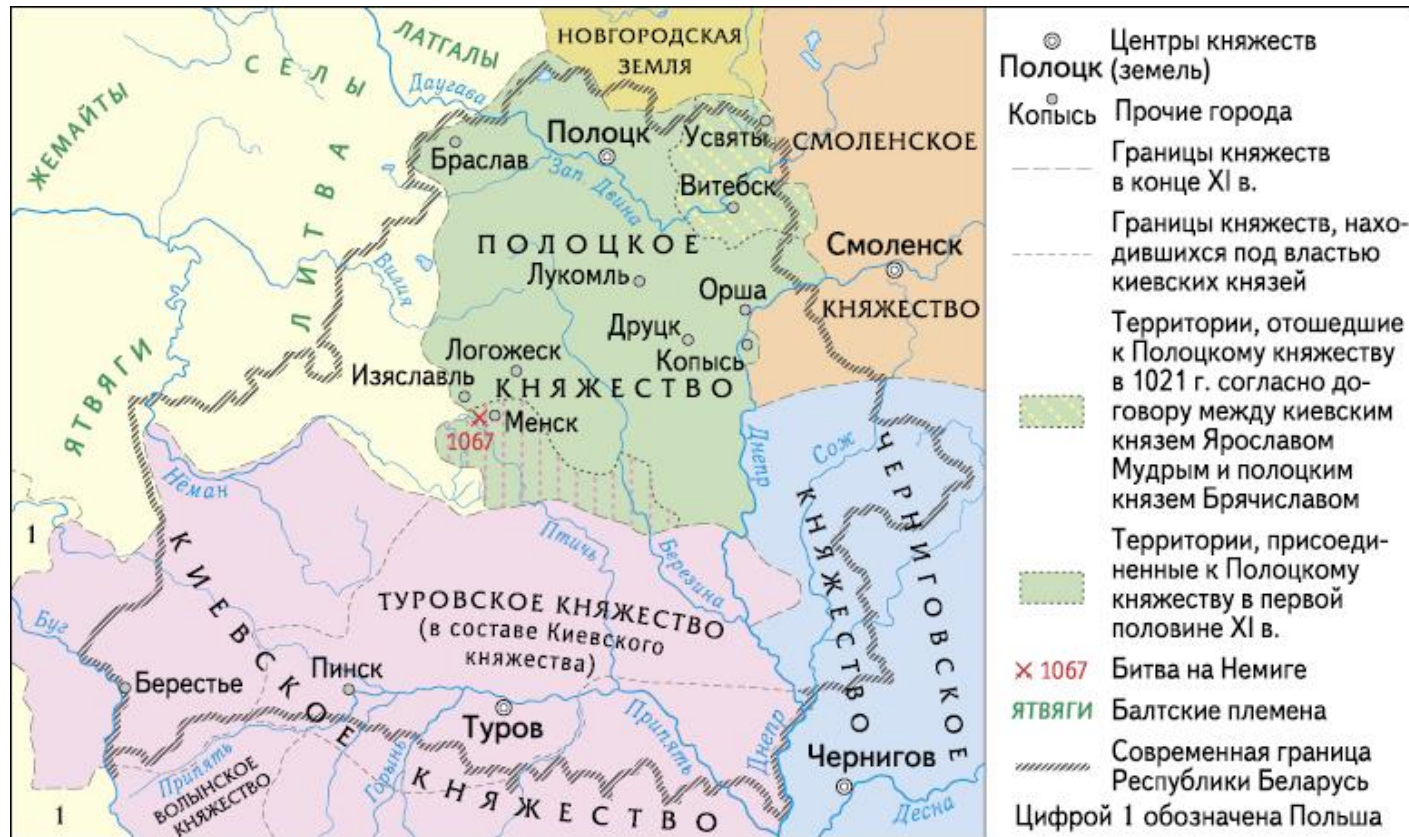 НОВГОРОДСКАЯ
ЗЕМЛЯ
ЛАТГАЛЫ
СЕЛЫ
Даугава
ЖЕМАЙТЫ
ЛИТВА
Браслав
Полоцк
Усвяты
СМОЛЕНСКОЕ
Зап. Двина
Витебск
ПОЛОЦКОЕ
Смоленск
Вилия
Лукомль
Орша
КНЯЖЕСТВО
Друцк
Копысь
ЯТВЯГИ
Логожеск
Изяславль
КНЯЖЕСТВО
Менск
1067
Днепр
Сож
ЧЕРНИГОВСКОЕ
КНЯЖЕСТВО
Нёман
1
Птичь
Березина
КИЕВСКОЕ
ТУРОВСКОЕ КНЯЖЕСТВО
(в составе Киевского
княжества)
Буг
Берестье
Пинск
Туров
Припять
Днепр
Чернигов
Припять
Горынь
ВОЛЫНСКОЕ
КНЯЖЕСТВО
КНЯЖЕСТВО
Десна
1
Полоцк
Центры княжеств
(земель)
Копысь
Прочие города
Границы княжеств
в конце XI в.
Границы княжеств, нахо-
дившихся под властью
киевских князей
Территории, отошедшие
к Полоцкому княжеству
в 1021 г. согласно до-
говору между киевским
князем Ярославом
Мудрым и полоцким
князем Брячиславом
Территории, присоеди-
ненные к Полоцкому
княжеству в первой
половине XI в.
1067 Битва на Немиге
ЯТВЯГИ Балтские племена
Современная граница
Республики Беларусь
Цифрой 1 обозначена Польша